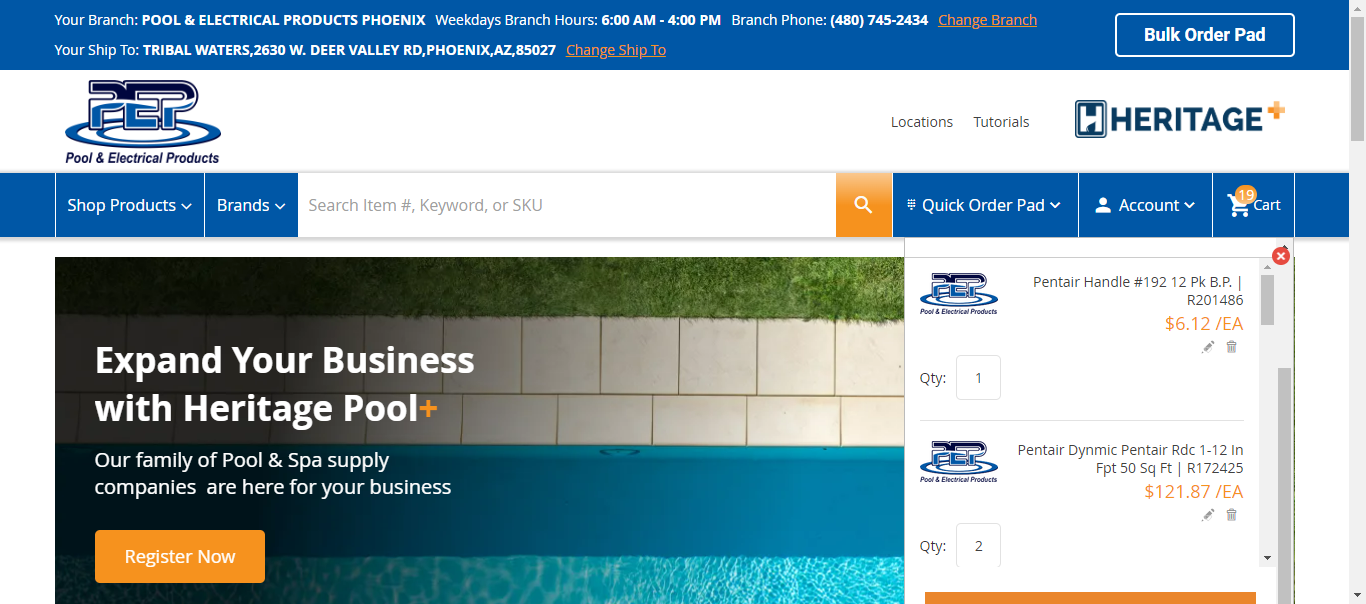 Your Branch: POOL & ELECTRICAL PRODUCTS PHOENIX Weekdays Branch Hours: 6:00 AM - 4:00 PM Branch Phone: (480) 745-2434 Change Branch
Your Ship To: TRIBAL WATERS,2630 W. DEER VALLEY RD,PHOENIX,AZ,85027 Change Ship To
Bulk Order Pad
PEP
Pool & Electrical Products
Locations Tutorials
HERITAGE+
Shop Products Brands Search Item #, Keyword, or SKU Quick Order Pad Account 19 Cart
Expand Your Business
with Heritage Pool+
Our family of Pool & Spa supply
companies are here for your business
Register Now
PEP
Pool & Electrical Products
Pentair Handle #192 12 Pk B.P. |
R201486
$6.12 /EA
Qty: 1
PEP
Pool & Electrical Products
Pentair Dynmic Pentair Rdc 1-12 In
Fpt 50 Sq Ft | R172425
$121.87 /EA
Qty: 2